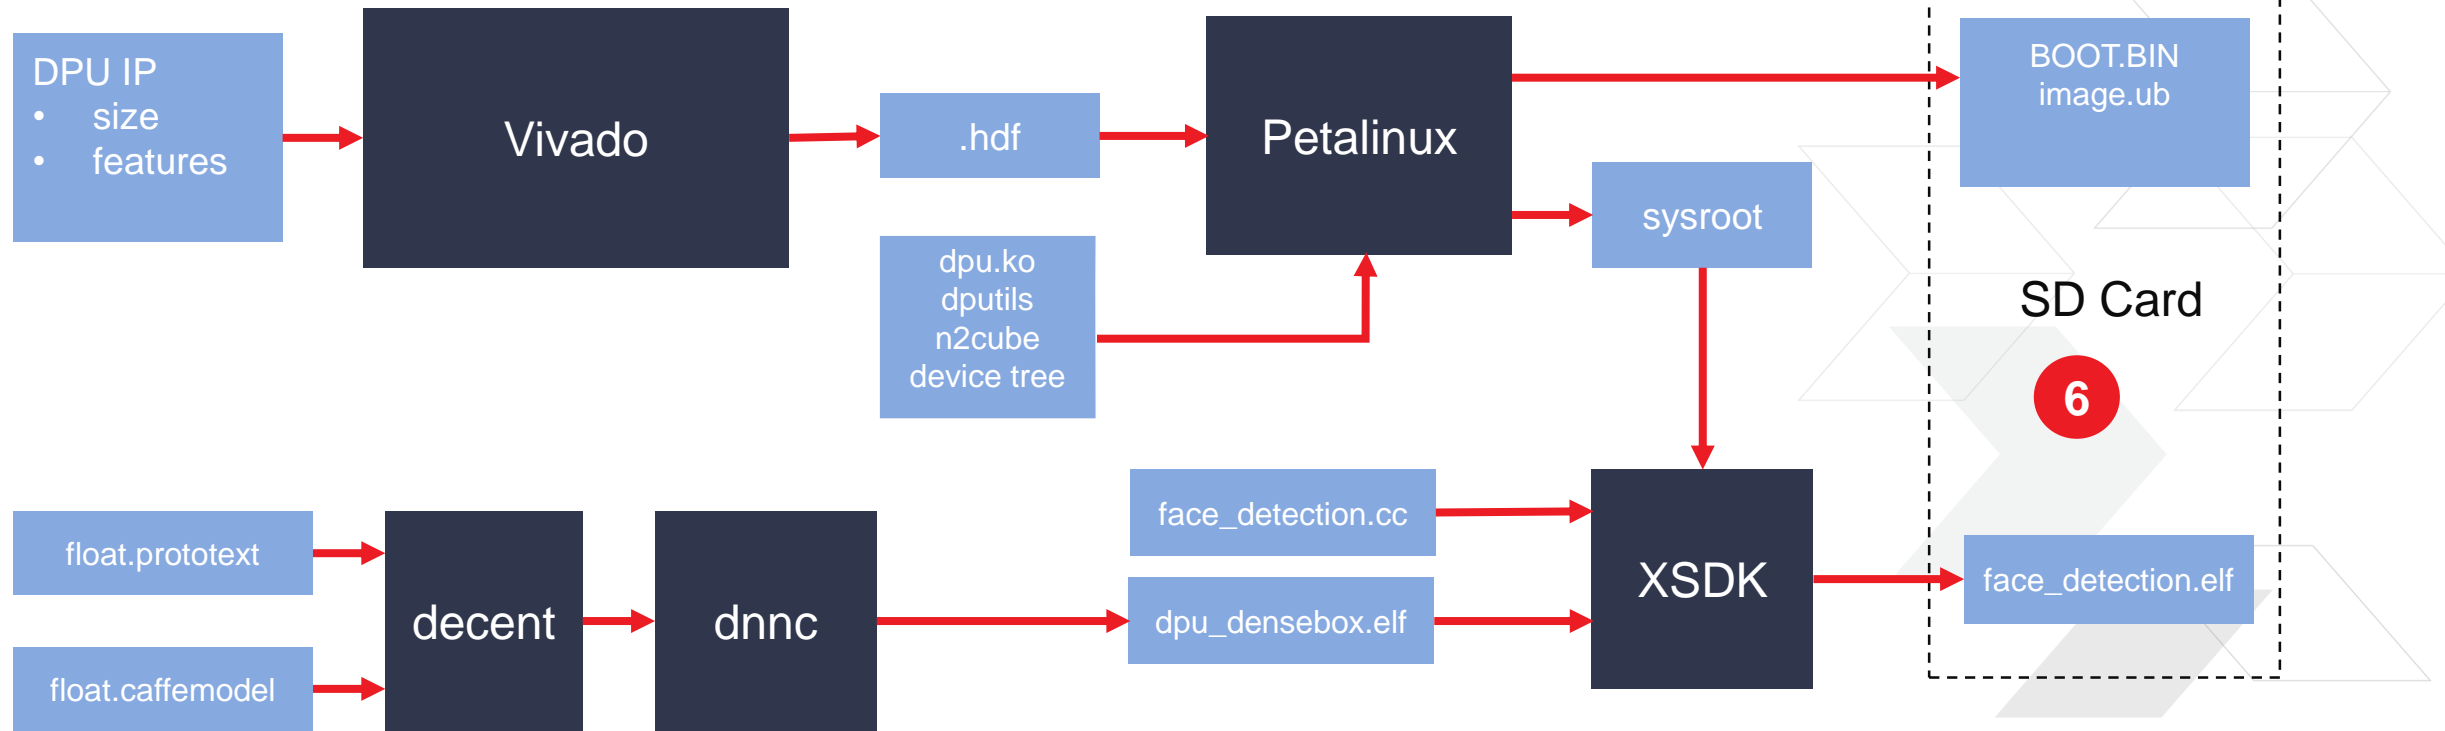 DPU IP
• size
• features
Vivado
.hdf
Petalinux
BOOT.BIN
image.ub
sysroot
dpu.ko
dputils
n2cube
device tree
SD Card
6
float.prototext
float.caffemodel
decent
dnnc
face_detection.cc
dpu_densebox.elf
XSDK
face_detection.elf